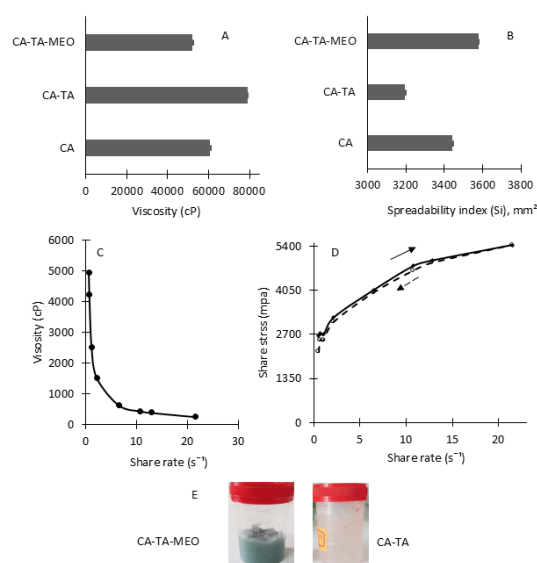 A
CA-TA-MEO
CA-TA
CA
0 20000 40000 60000 80000
Viscosity (cP)
B
CA-TA-MEO
CA-TA
CA
3000 3200 3400 3600 3800
Spreadability index (Si), mm²
C
6000
5000
4000
3000
2000
1000
0
Visosity (cP)
0 10 20 30
Share rate (s⁻¹)
D
5400
4050
2700
1350
0
Share strss (mpa)
0 5 10 15 20
Share rate (s⁻¹)
E
CA-TA-MEO
CA-TA